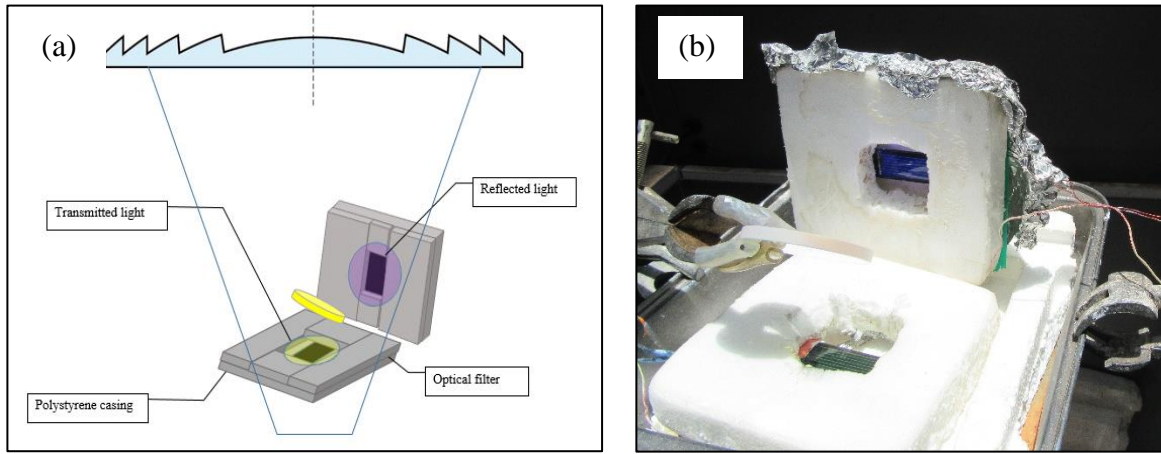 (a)
Reflected light
Transmitted light
Optical filter
Polystyrene casing
(b)